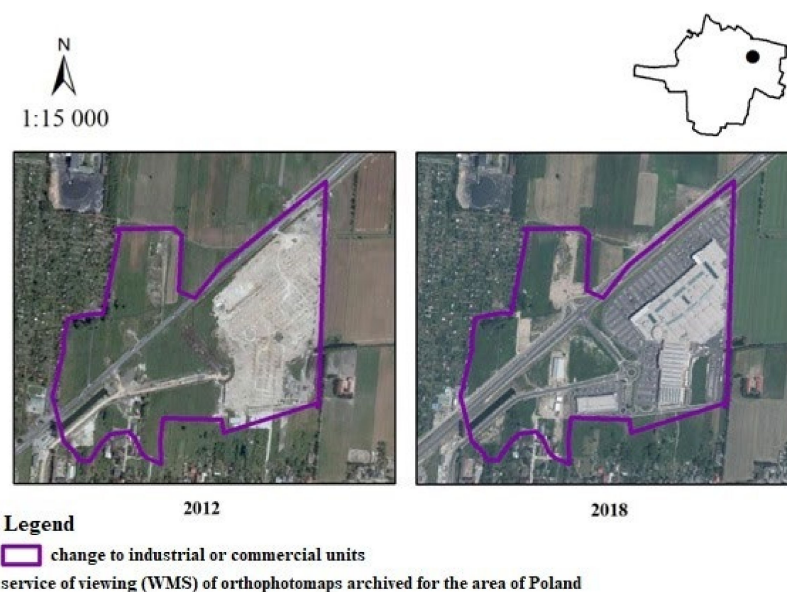 N
1:15 000
2012
2018
Legend
change to industrial or commercial units
service of viewing (WMS) of orthophotomaps archived for the area of Poland